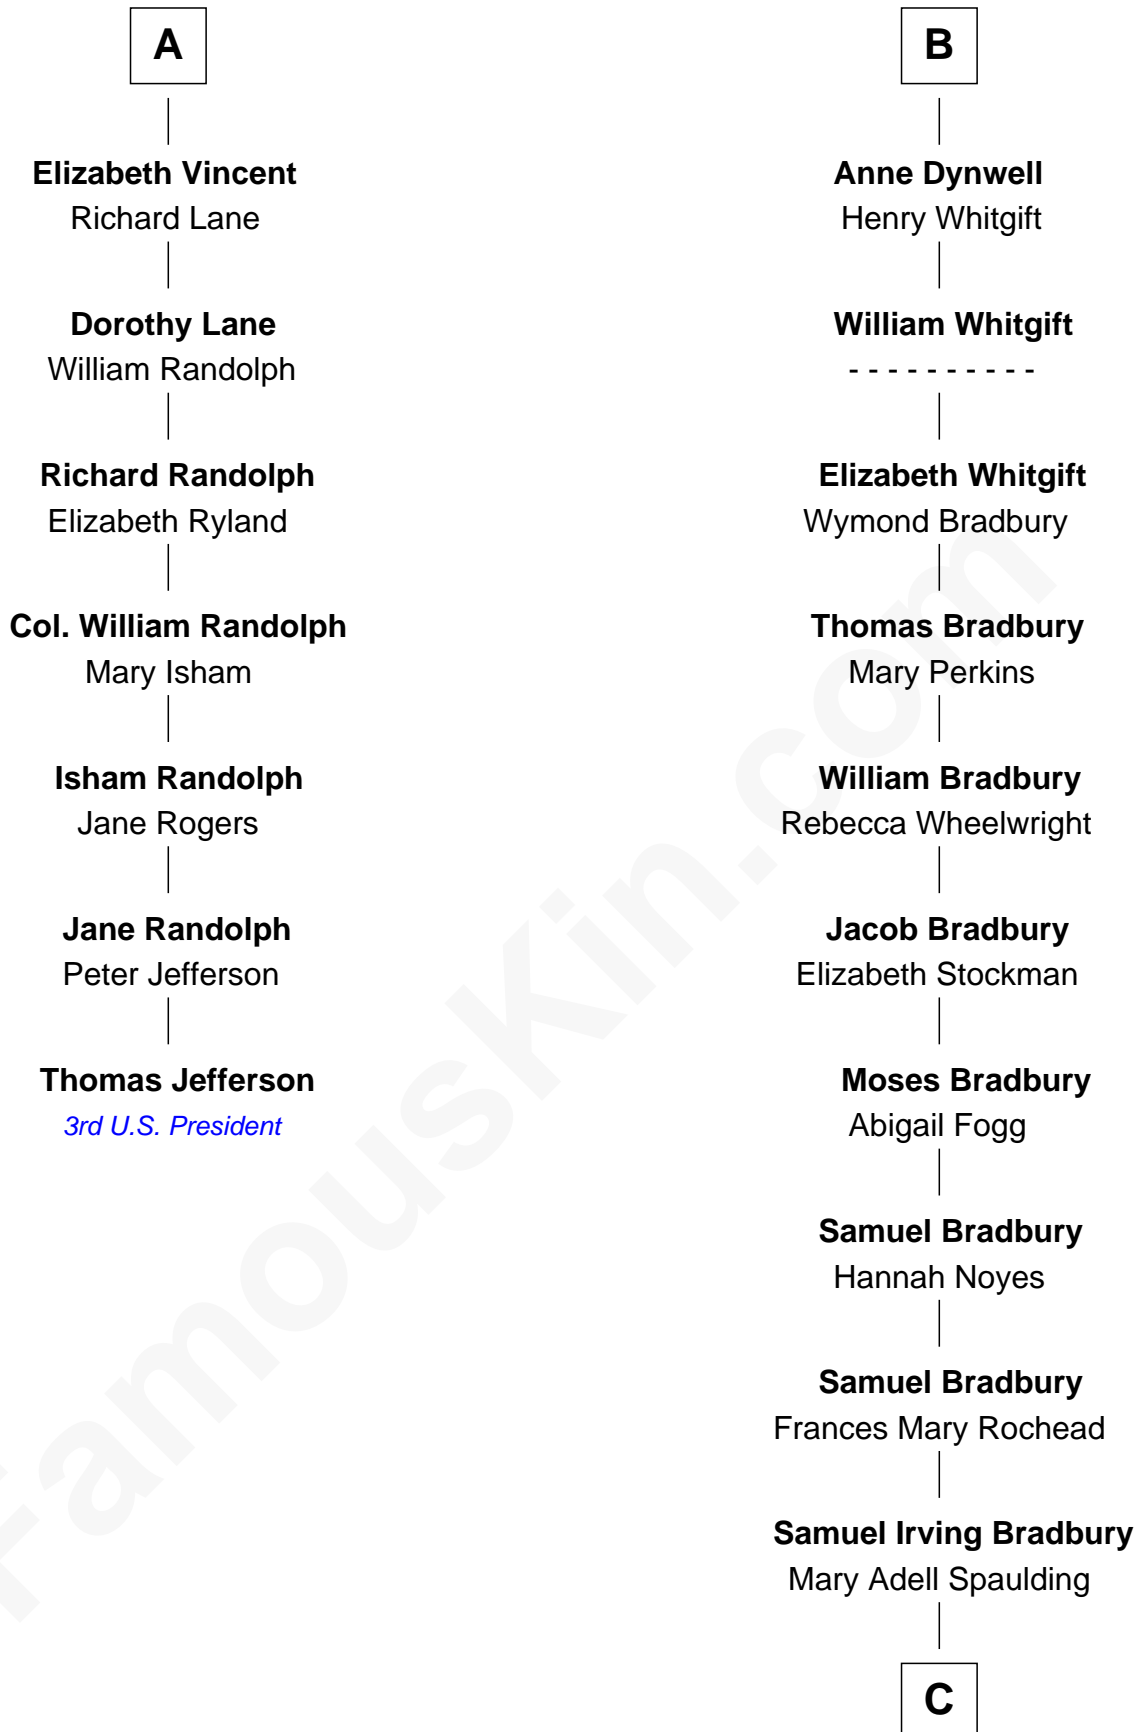 A
Elizabeth Vincent
Richard Lane
Dorothy Lane
William Randolph
Richard Randolph
Elizabeth Ryland
Col. William Randolph
Mary Isham
Isham Randolph
Jane Rogers
Jane Randolph
Peter Jefferson
Thomas Jefferson
3rd U.S. President
B
Anne Dynwell
Henry Whitgift
William Whitgift
- - - - - - - - - -
Elizabeth Whitgift
Wymond Bradbury
Thomas Bradbury
Mary Perkins
William Bradbury
Rebecca Wheelwright
Jacob Bradbury
Elizabeth Stockman
Moses Bradbury
Abigail Fogg
Samuel Bradbury
Hannah Noyes
Samuel Bradbury
Frances Mary Rochead
Samuel Irving Bradbury
Mary Adell Spaulding
C
FamousKin.com